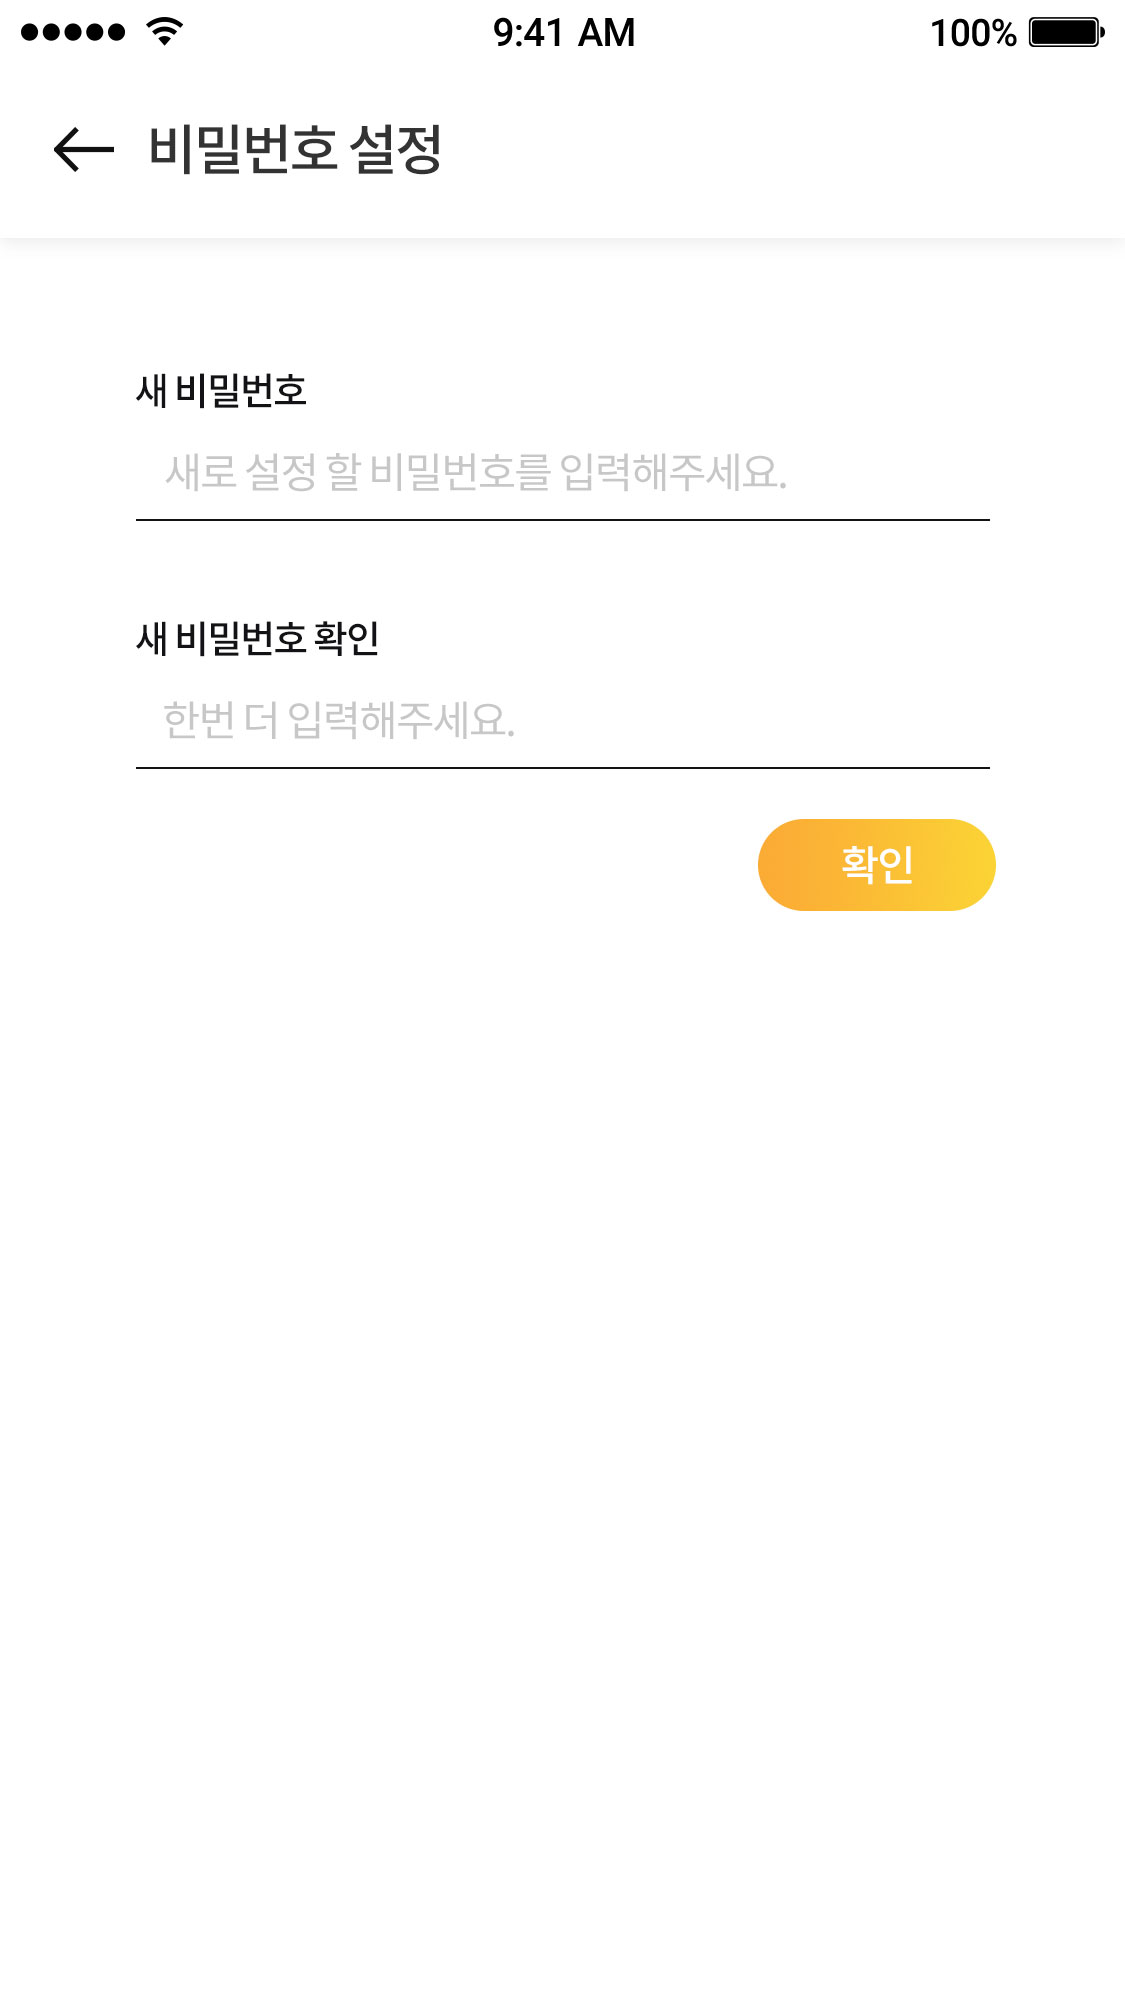 9:41 AM
100%
비밀번호 설정
새 비밀번호
새로 설정 할 비밀번호를 입력해주세요.
새 비밀번호 확인
한번 더 입력해주세요.
확인